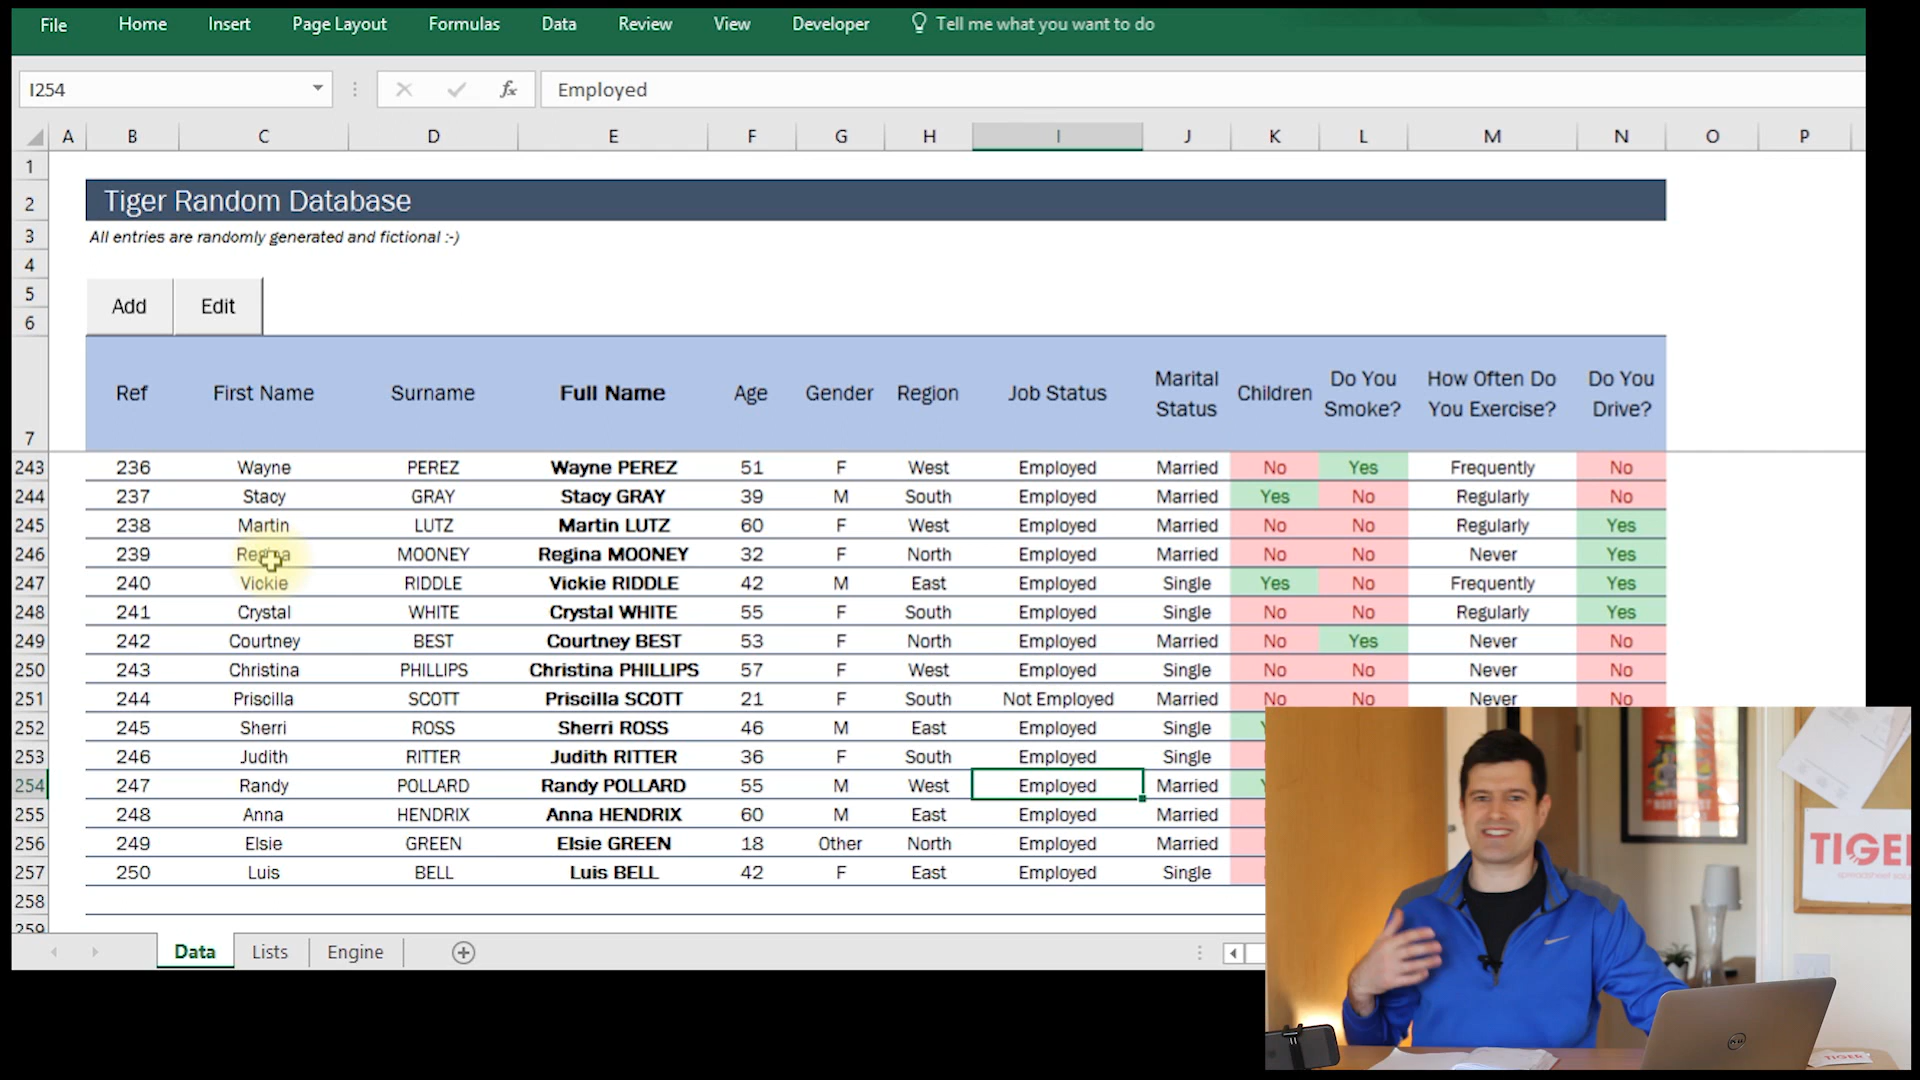 File Home Insert Page Layout Formulas Data Review View Developer Tell me what you want to do
I254 fx Employed
A B C D E F G H I J K L M N O P
1
2 Tiger Random Database
3 All entries are randomly generated and fictional :-)
4
5 Add Edit
6
7 Ref First Name Surname Full Name Age Gender Region Job Status Marital Status Children Do You Smoke? How Often Do You Exercise? Do You Drive?
243 236 Wayne PEREZ Wayne PEREZ 51 F West Employed Married No Yes Frequently No
244 237 Stacy GRAY Stacy GRAY 39 M South Employed Married Yes No Regularly No
245 238 Martin LUTZ Martin LUTZ 60 F West Employed Married No No Regularly Yes
246 239 Regina MOONEY Regina MOONEY 32 F North Employed Married No No Never Yes
247 240 Vickie RIDDLE Vickie RIDDLE 42 M East Employed Single Yes No Frequently Yes
248 241 Crystal WHITE Crystal WHITE 55 F South Employed Single No No Regularly Yes
249 242 Courtney BEST Courtney BEST 53 F North Employed Married No Yes Never No
250 243 Christina PHILLIPS Christina PHILLIPS 57 F West Employed Single No No Never No
251 244 Priscilla SCOTT Priscilla SCOTT 21 F South Not Employed Married No No Never No
252 245 Sherri ROSS Sherri ROSS 46 M East Employed Single
253 246 Judith RITTER Judith RITTER 36 F South Employed Single
254 247 Randy POLLARD Randy POLLARD 55 M West Employed Married
255 248 Anna HENDRIX Anna HENDRIX 60 M East Employed Married
256 249 Elsie GREEN Elsie GREEN 18 Other North Employed Married
257 250 Luis BELL Luis BELL 42 F East Employed Single
258
259
Data Lists Engine
TIGE
TIGER